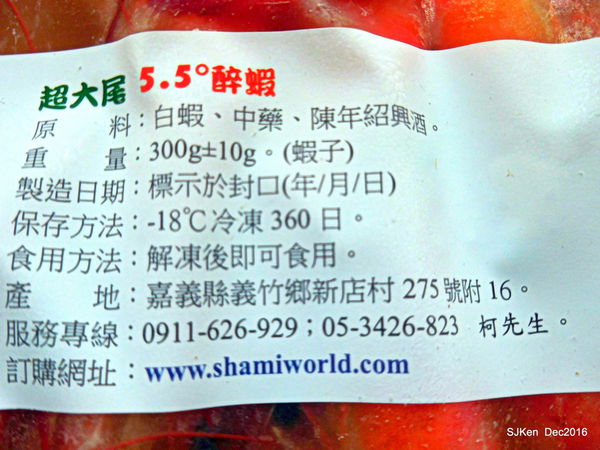 超大尾 5.5°醉蝦
原 料：白蝦、中藥、陳年紹興酒。
重 量：300g±10g。(蝦子)
製造日期：標示於封口(年/月/日)
保存方法：-18℃冷凍 360 日。
食用方法：解凍後即可食用。
產 地：嘉義縣義竹鄉新店村 275號附 16。
服務專線：0911-626-929；05-3426-823 柯先生。
訂購網址：www.shamiworld.com
SJKen Dec2016